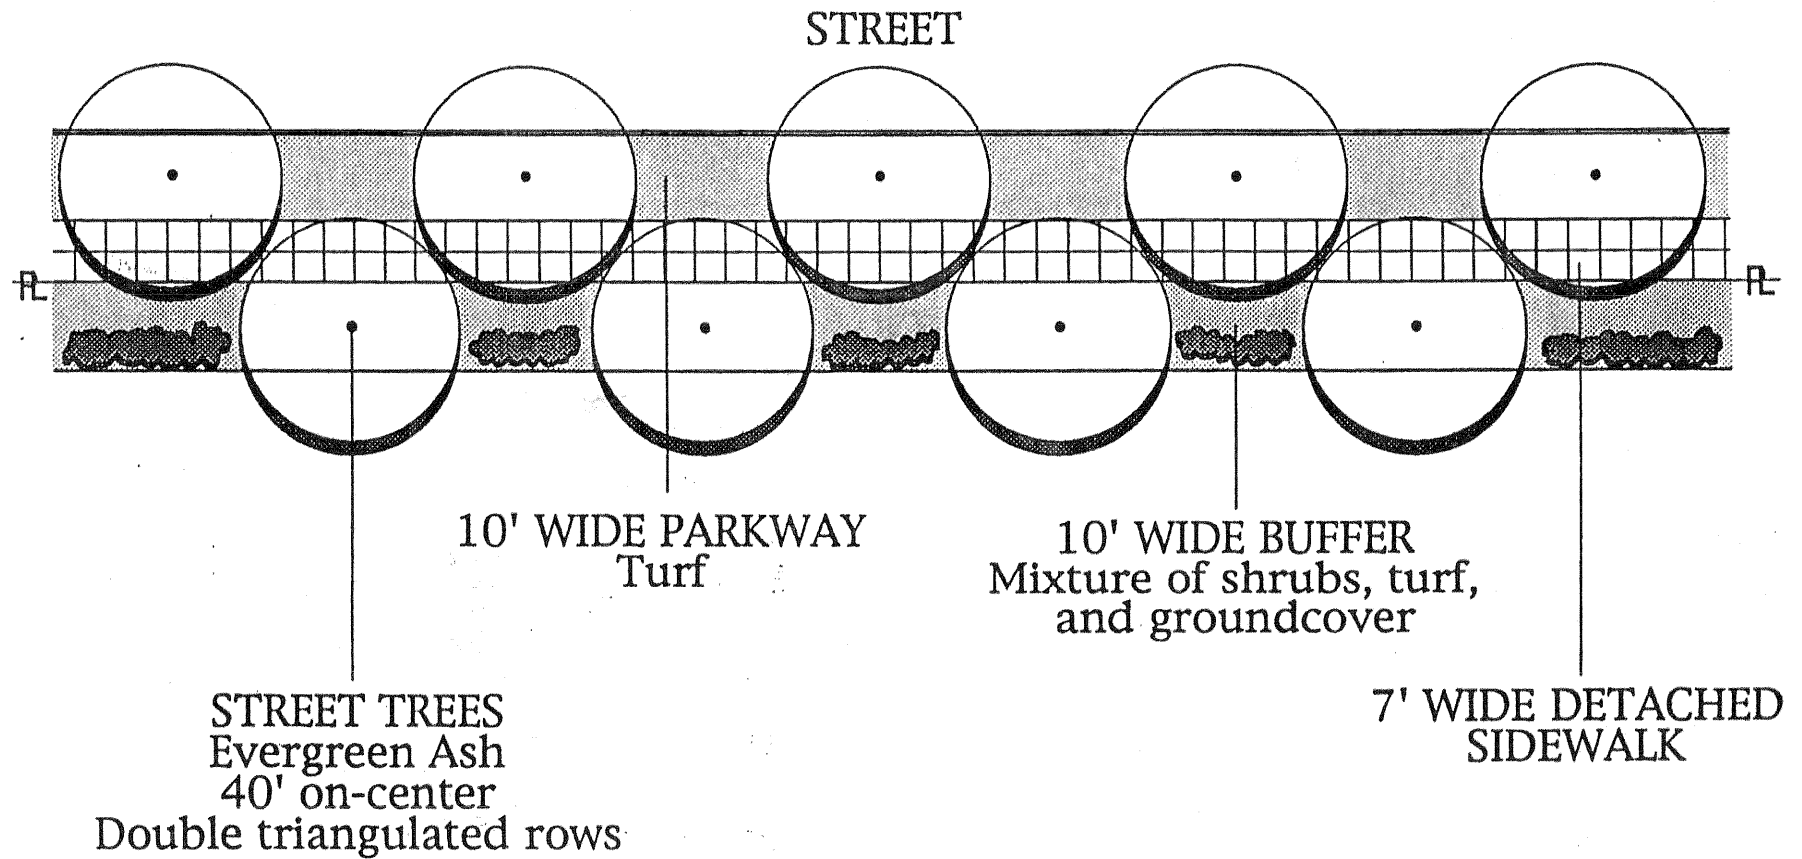 STREET
PL
PL
10' WIDE PARKWAY
Turf
10' WIDE BUFFER
Mixture of shrubs, turf,
and groundcover
STREET TREES
Evergreen Ash
40' on-center
Double triangulated rows
7' WIDE DETACHED
SIDEWALK